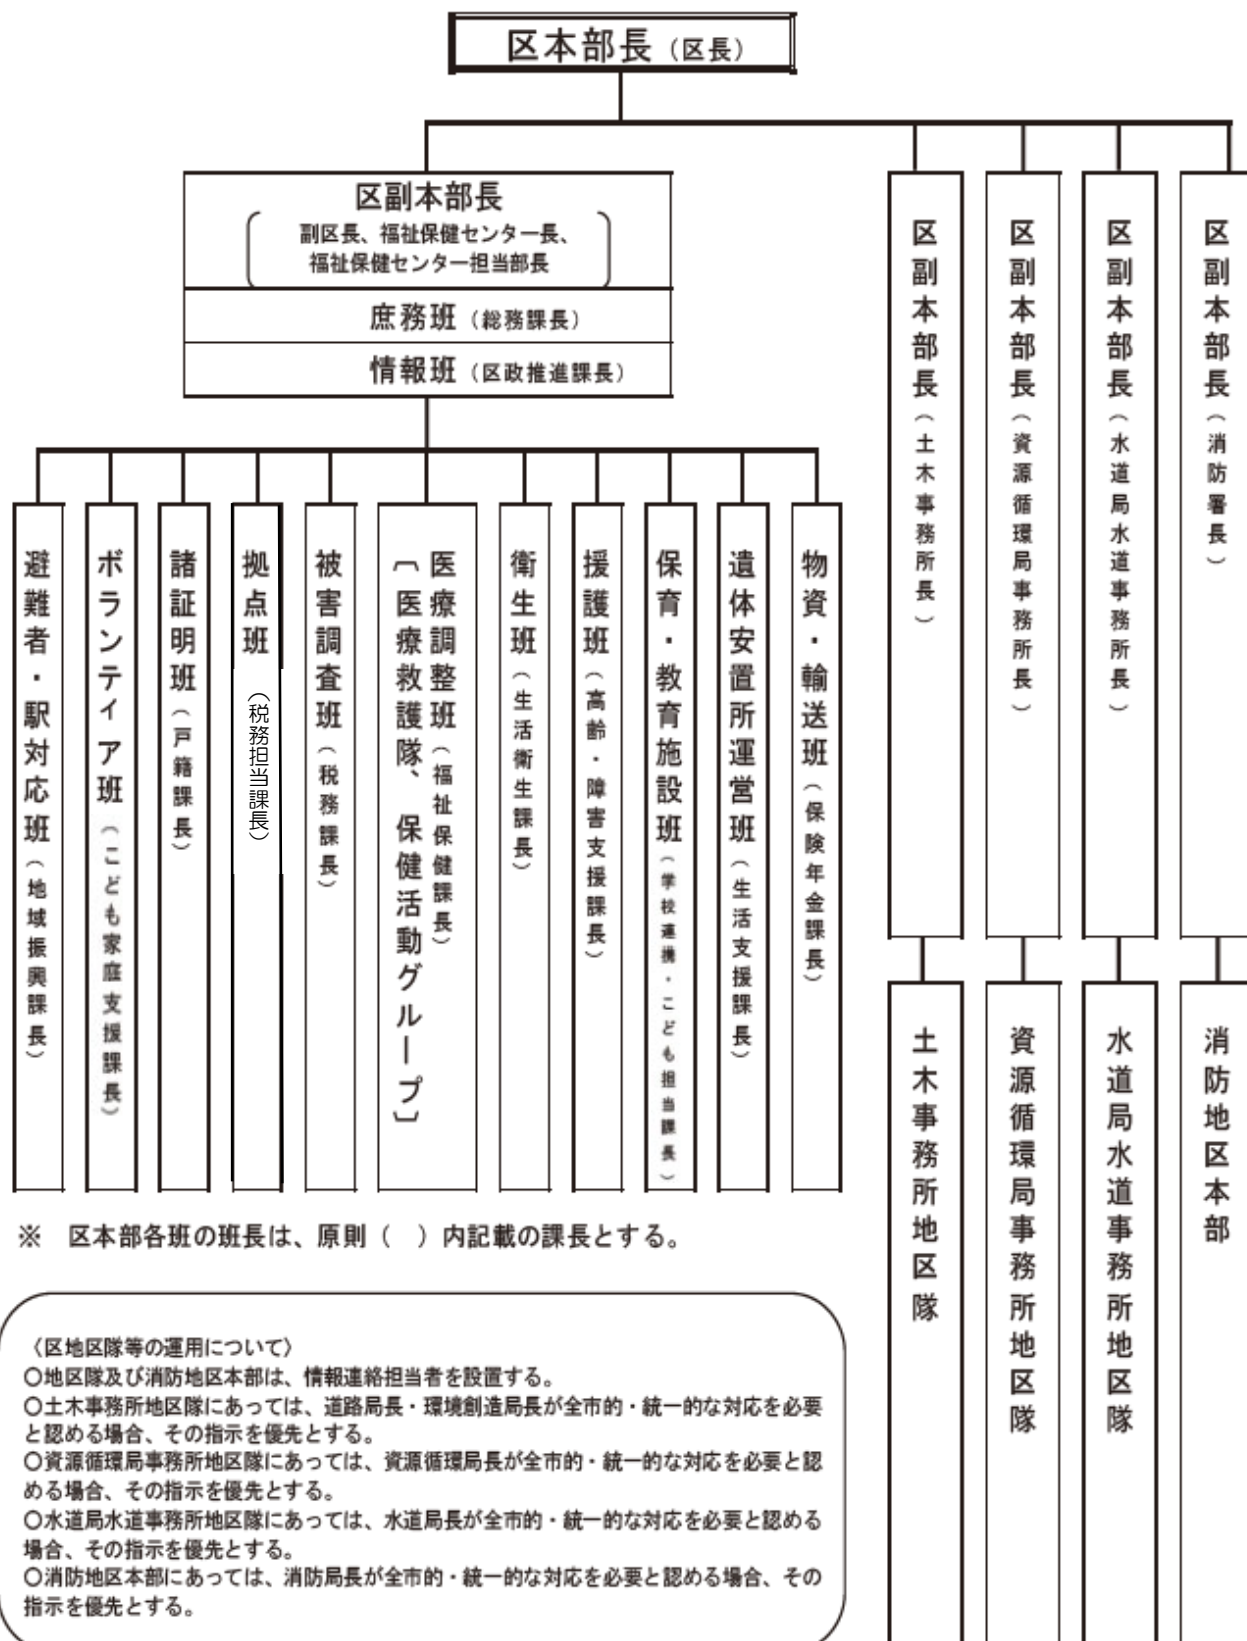 区本部長（区長）
区副本部長
副区長、福祉保健センター長、
福祉保健センター担当部長
庶務班（総務課長）
情報班（区政推進課長）
区副本部長（土木事務所長）
区副本部長（資源循環局事務所長）
区副本部長（水道局水道事務所長）
区副本部長（消防署長）
避難者・駅対応班（地域振興課長）
ボランティア班（こども家庭支援課長）
諸証明班（戸籍課長）
拠点班（税務担当課長）
被害調査班（税務課長）
医療調整班（福祉保健課長）
〔医療救護隊、保健活動グループ〕
衛生班（生活衛生課長）
援護班（高齢・障害支援課長）
保育・教育施設班（学校連携・こども担当課長）
遺体安置所運営班（生活支援課長）
物資・輸送班（保険年金課長）
土木事務所地区隊
資源循環局事務所地区隊
水道局水道事務所地区隊
消防地区本部
※　区本部各班の班長は、原則（　）内記載の課長とする。
〈区地区隊等の運用について〉
○地区隊及び消防地区本部は、情報連絡担当者を設置する。
○土木事務所地区隊にあっては、道路局長・環境創造局長が全市的・統一的な対応を必要
と認める場合、その指示を優先とする。
○資源循環局事務所地区隊にあっては、資源循環局長が全市的・統一的な対応を必要と認
める場合、その指示を優先とする。
○水道局水道事務所地区隊にあっては、水道局長が全市的・統一的な対応を必要と認める
場合、その指示を優先とする。
○消防地区本部にあっては、消防局長が全市的・統一的な対応を必要と認める場合、その
指示を優先とする。